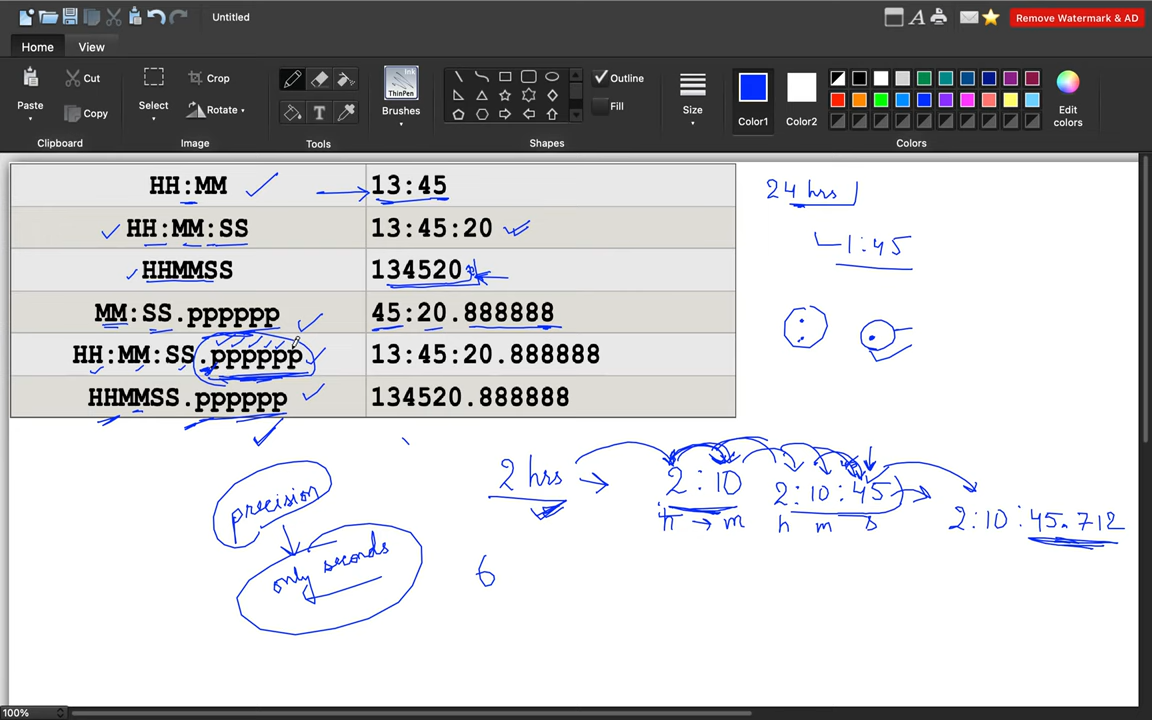 Untitled
Remove Watermark & AD
Home View
Paste Cut Copy Select Crop Rotate Brushes ThinPen Ink Outline Fill Size Color1 Color2 Edit colors
Clipboard Image Tools Shapes Colors
HH:MM 13:45
HH:MM:SS 13:45:20
HHMMSS 134520
MM:SS.pppppp 45:20.888888
HH:MM:SS.pppppp 13:45:20.888888
HHMMSS.pppppp 134520.888888
24 hrs
1:45
2 hrs 2:10 2:10:45
h m h m s
2:10:45.712
precision
only seconds
6
100%